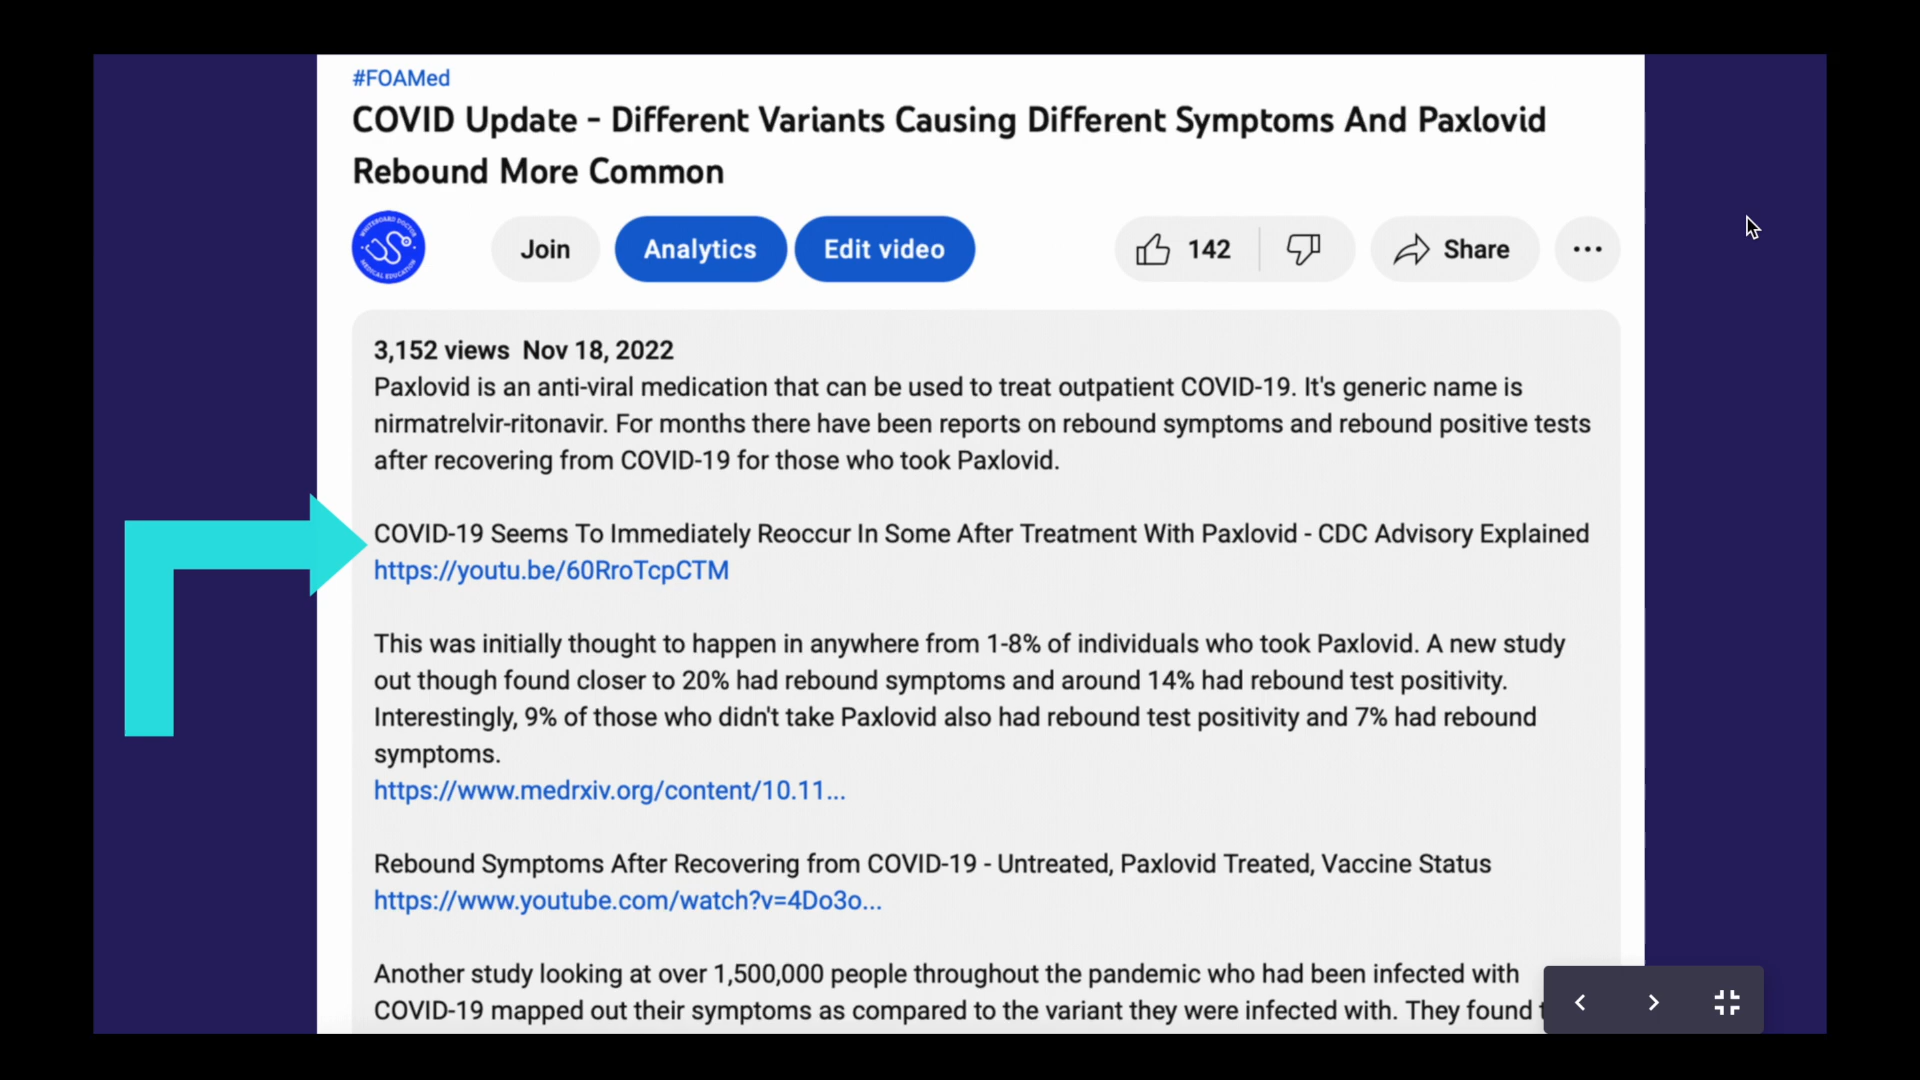 #FOAMed
COVID Update - Different Variants Causing Different Symptoms And Paxlovid
Rebound More Common
WHITEBOARD DOCTOR
MEDICAL EDUCATION
Join
Analytics
Edit video
142
Share
3,152 views Nov 18, 2022
Paxlovid is an anti-viral medication that can be used to treat outpatient COVID-19. It's generic name is
nirmatrelvir-ritonavir. For months there have been reports on rebound symptoms and rebound positive tests
after recovering from COVID-19 for those who took Paxlovid.
COVID-19 Seems To Immediately Reoccur In Some After Treatment With Paxlovid - CDC Advisory Explained
https://youtu.be/60RroTcpCTM
This was initially thought to happen in anywhere from 1-8% of individuals who took Paxlovid. A new study
out though found closer to 20% had rebound symptoms and around 14% had rebound test positivity.
Interestingly, 9% of those who didn't take Paxlovid also had rebound test positivity and 7% had rebound
symptoms.
https://www.medrxiv.org/content/10.11...
Rebound Symptoms After Recovering from COVID-19 - Untreated, Paxlovid Treated, Vaccine Status
https://www.youtube.com/watch?v=4Do3o...
Another study looking at over 1,500,000 people throughout the pandemic who had been infected with
COVID-19 mapped out their symptoms as compared to the variant they were infected with. They found